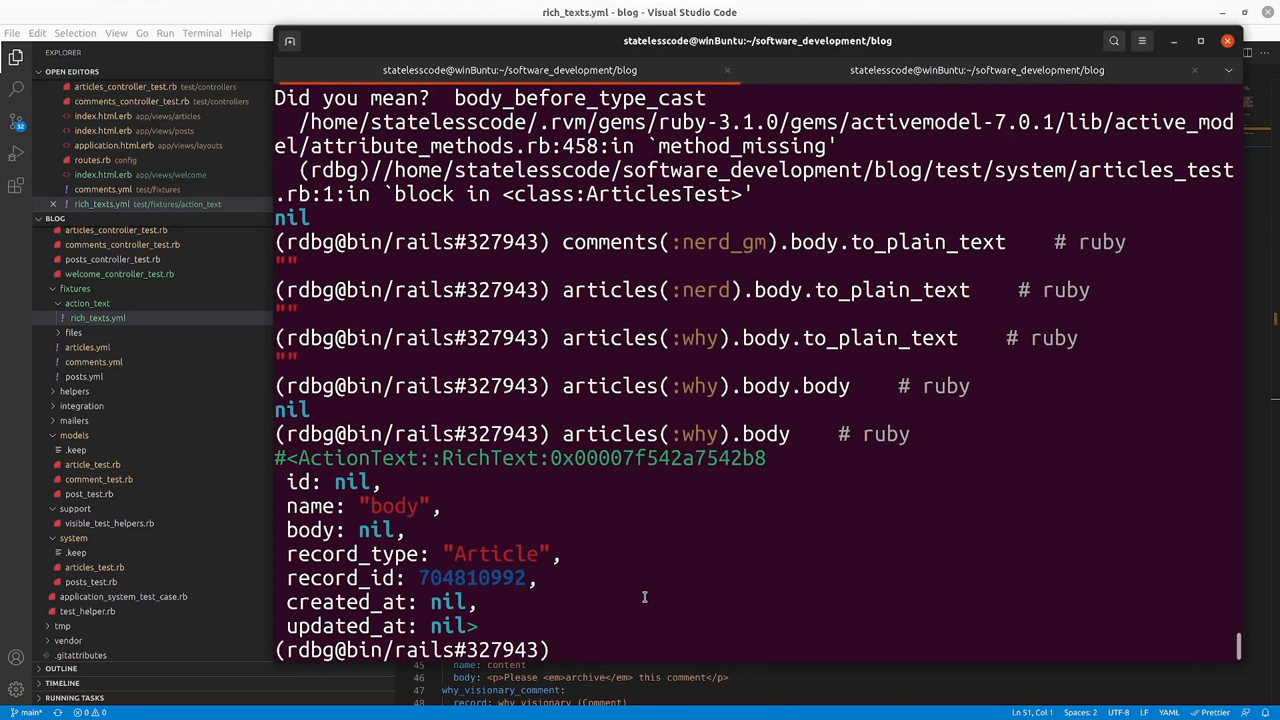 rich_texts.yml - blog - Visual Studio Code
File Edit Selection View Go Run Terminal Help
statelesscode@winBuntu:~/software_development/blog
EXPLORER
OPEN EDITORS
articles_controller_test.rb test/controllers
comments_controller_test.rb test/controllers
index.html.erb app/views/articles
index.html.erb app/views/posts
application.html.erb app/views/layouts
routes.rb config
index.html.erb app/views/welcome
comments.yml test/fixtures
rich_texts.yml test/fixtures/action_text
BLOG
articles_controller_test.rb
comments_controller_test.rb
posts_controller_test.rb
welcome_controller_test.rb
fixtures
action_text
rich_texts.yml
files
articles.yml
comments.yml
posts.yml
helpers
integration
mailers
models
.keep
article_test.rb
comment_test.rb
post_test.rb
support
visible_test_helpers.rb
system
.keep
articles_test.rb
posts_test.rb
application_system_test_case.rb
test_helper.rb
tmp
vendor
.gitattributes
OUTLINE
TIMELINE
RUNNING TASKS
32
statelesscode@winBuntu:~/software_development/blog
statelesscode@winBuntu:~/software_development/blog
Did you mean?  body_before_type_cast
/home/statelesscode/.rvm/gems/ruby-3.1.0/gems/activemodel-7.0.1/lib/active_mod
el/attribute_methods.rb:458:in `method_missing'
(rdbg)//home/statelesscode/software_development/blog/test/system/articles_test
.rb:1:in `block in <class:ArticlesTest>'
nil
(rdbg@bin/rails#327943) comments(:nerd_gm).body.to_plain_text    # ruby
""
(rdbg@bin/rails#327943) articles(:nerd).body.to_plain_text    # ruby
""
(rdbg@bin/rails#327943) articles(:why).body.to_plain_text    # ruby
""
(rdbg@bin/rails#327943) articles(:why).body.body    # ruby
nil
(rdbg@bin/rails#327943) articles(:why).body    # ruby
#<ActionText::RichText:0x00007f542a7542b8
id: nil,
name: "body",
body: nil,
record_type: "Article",
record_id: 704810992,
created_at: nil,
updated_at: nil>
(rdbg@bin/rails#327943)
45 name: content
46 body: <p>Please <em>archive</em> this comment</p>
47 why_visionary_comment:
48 record: why_visionary (Comment)
main* 0 0 Ln 51, Col 1 Spaces: 2 UTF-8 LF YAML Prettier